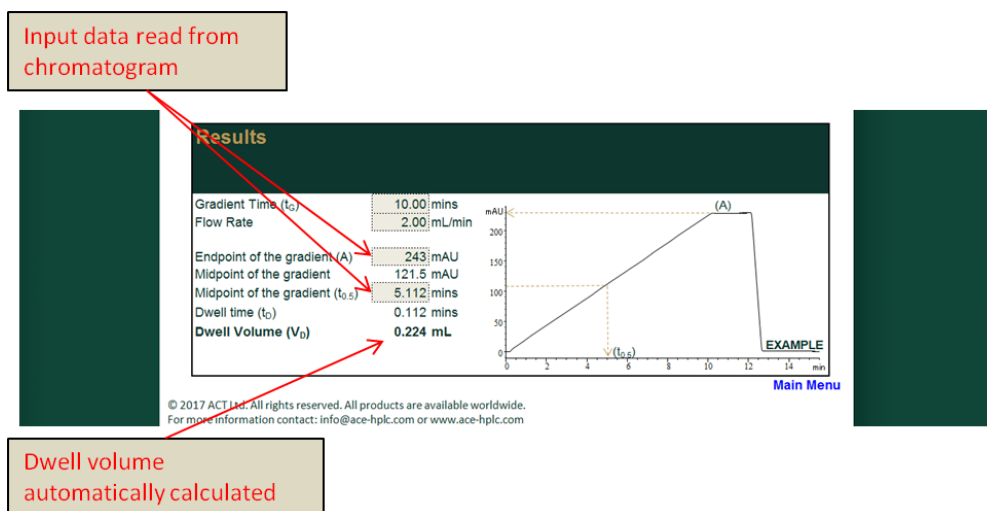 Input data read from
chromatogram
Results
Gradient Time (tG) 10.00 mins
Flow Rate 2.00 mL/min
Endpoint of the gradient (A) 243 mAU
Midpoint of the gradient 121.5 mAU
Midpoint of the gradient (t0.5) 5.112 mins
Dwell time (tD) 0.112 mins
Dwell Volume (VD) 0.224 mL
mAU
200
150
100
50
0
(A)
(t0.5)
EXAMPLE
0 2 4 6 8 10 12 14 min
Main Menu
© 2017 ACT Ltd. All rights reserved. All products are available worldwide.
For more information contact: info@ace-hplc.com or www.ace-hplc.com
Dwell volume
automatically calculated